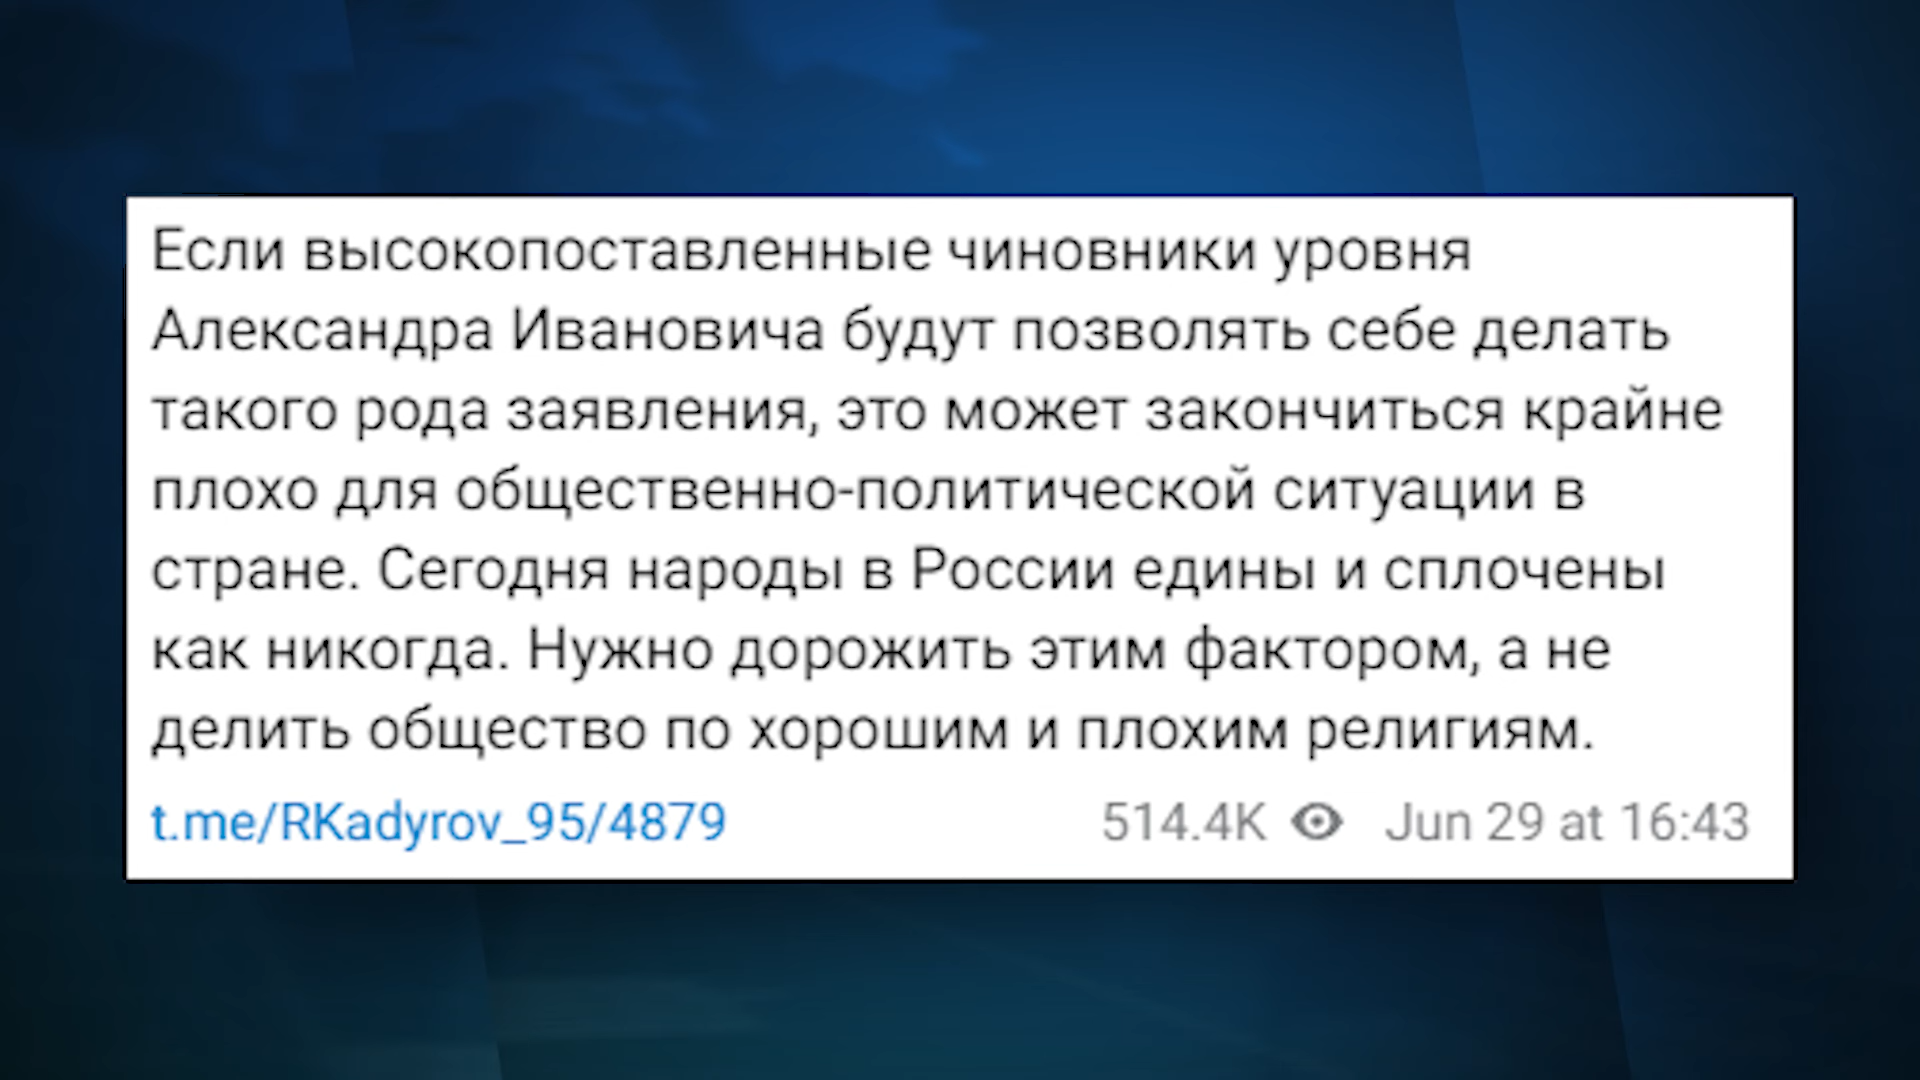 Если высокопоставленные чиновники уровня
Александра Ивановича будут позволять себе делать
такого рода заявления, это может закончиться крайне
плохо для общественно-политической ситуации в
стране. Сегодня народы в России едины и сплочены
как никогда. Нужно дорожить этим фактором, а не
делить общество по хорошим и плохим религиям.
t.me/RKadyrov_95/4879 514.4K Jun 29 at 16:43